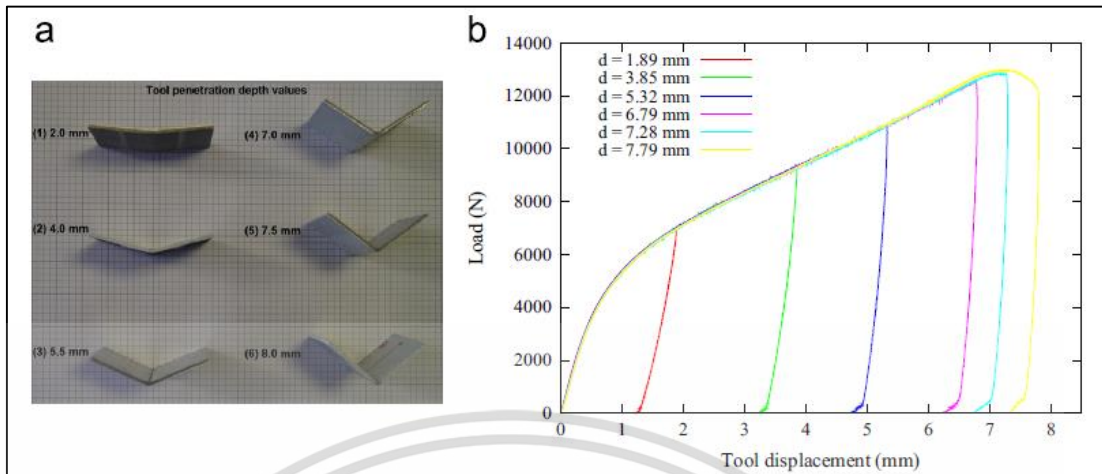 a
Tool penetration depth values
(1) 2.0 mm
(4) 7.0 mm
(2) 4.0 mm
(5) 7.5 mm
(3) 5.5 mm
(6) 8.0 mm
b
14000
12000
10000
8000
6000
4000
2000
0
Load (N)
d = 1.89 mm
d = 3.85 mm
d = 5.32 mm
d = 6.79 mm
d = 7.28 mm
d = 7.79 mm
0 1 2 3 4 5 6 7 8
Tool displacement (mm)